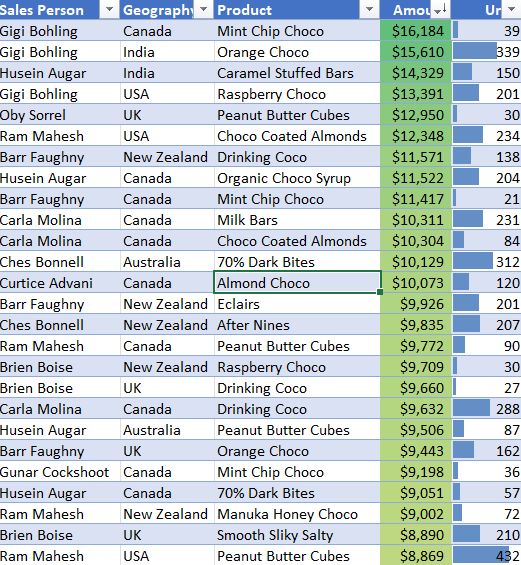 Sales Person Geography Product Amou Un
Gigi Bohling Canada Mint Chip Choco $16,184 39
Gigi Bohling India Orange Choco $15,610 339
Husein Augar India Caramel Stuffed Bars $14,329 150
Gigi Bohling USA Raspberry Choco $13,391 201
Oby Sorrel UK Peanut Butter Cubes $12,950 30
Ram Mahesh USA Choco Coated Almonds $12,348 234
Barr Faughny New Zealand Drinking Coco $11,571 138
Husein Augar Canada Organic Choco Syrup $11,522 204
Barr Faughny Canada Mint Chip Choco $11,417 21
Carla Molina Canada Milk Bars $10,311 231
Carla Molina Canada Choco Coated Almonds $10,304 84
Ches Bonnell Australia 70% Dark Bites $10,129 312
Curtice Advani Canada Almond Choco $10,073 120
Barr Faughny New Zealand Eclairs $9,926 201
Ches Bonnell New Zealand After Nines $9,835 207
Ram Mahesh Canada Peanut Butter Cubes $9,772 90
Brien Boise New Zealand Raspberry Choco $9,709 30
Brien Boise UK Drinking Coco $9,660 27
Carla Molina Canada Drinking Coco $9,632 288
Husein Augar Australia Peanut Butter Cubes $9,506 87
Barr Faughny UK Orange Choco $9,443 162
Gunar Cockshoot Canada Mint Chip Choco $9,198 36
Husein Augar Canada 70% Dark Bites $9,051 57
Ram Mahesh New Zealand Manuka Honey Choco $9,002 72
Brien Boise UK Smooth Sliky Salty $8,890 210
Ram Mahesh USA Peanut Butter Cubes $8,869 432